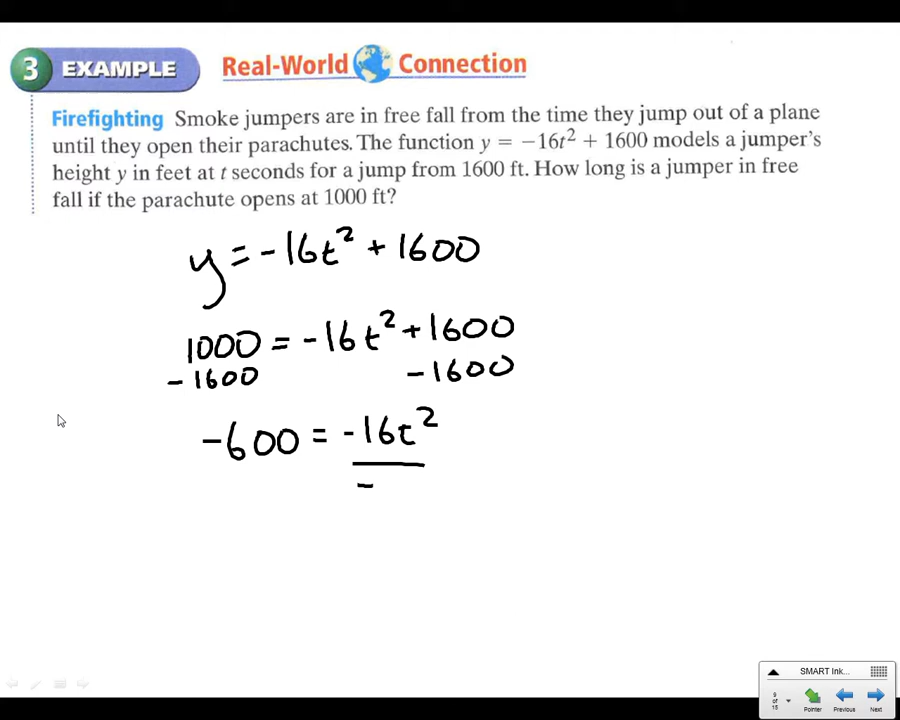 3 EXAMPLE Real-World Connection
Firefighting Smoke jumpers are in free fall from the time they jump out of a plane
until they open their parachutes. The function y = −16t² + 1600 models a jumper's
height y in feet at t seconds for a jump from 1600 ft. How long is a jumper in free
fall if the parachute opens at 1000 ft?
y = -16t² + 1600
1000 = -16t² + 1600
-1600 -1600
-600 = -16t²
-
SMART Ink...
9 of 15 Pointer Previous Next